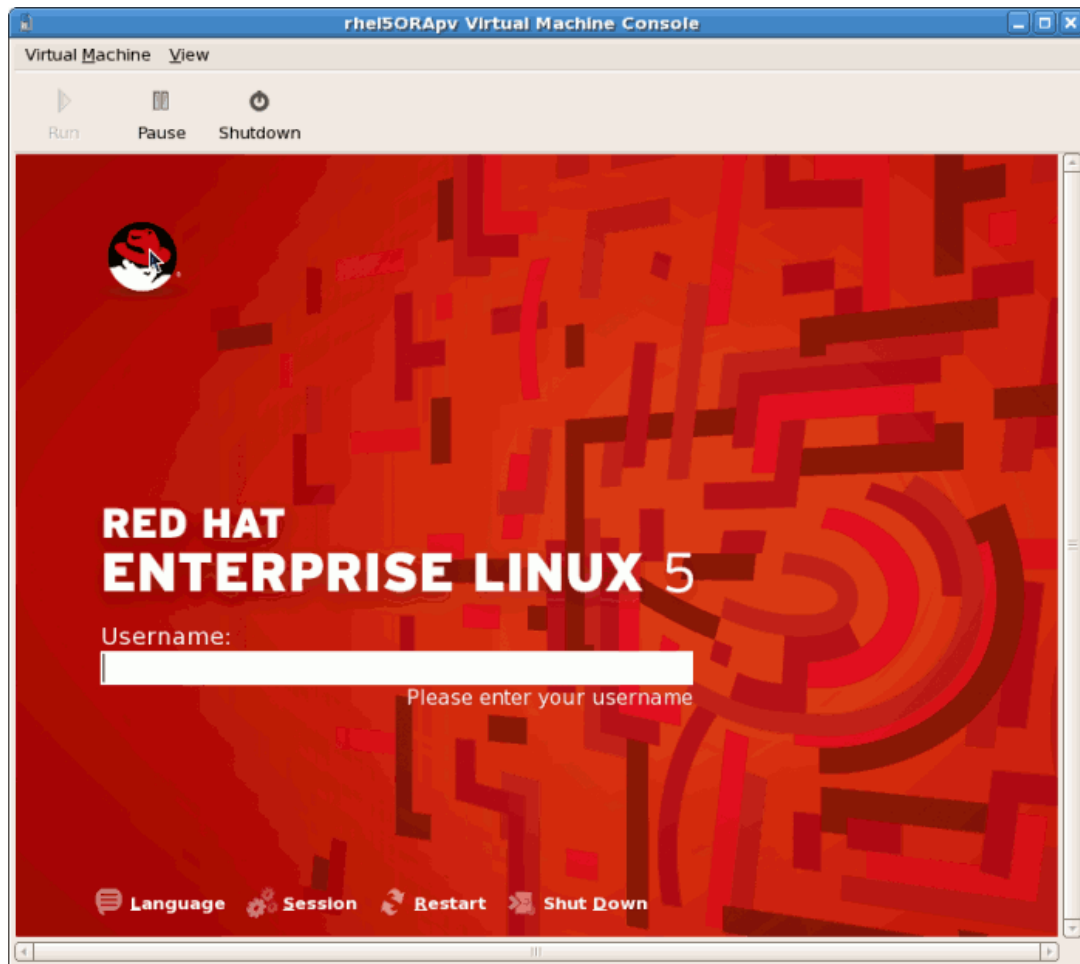 rhel5ORApv Virtual Machine Console
Virtual Machine View
Run Pause Shutdown
RED HAT
ENTERPRISE LINUX 5
Username:
Please enter your username
Language Session Restart Shut Down